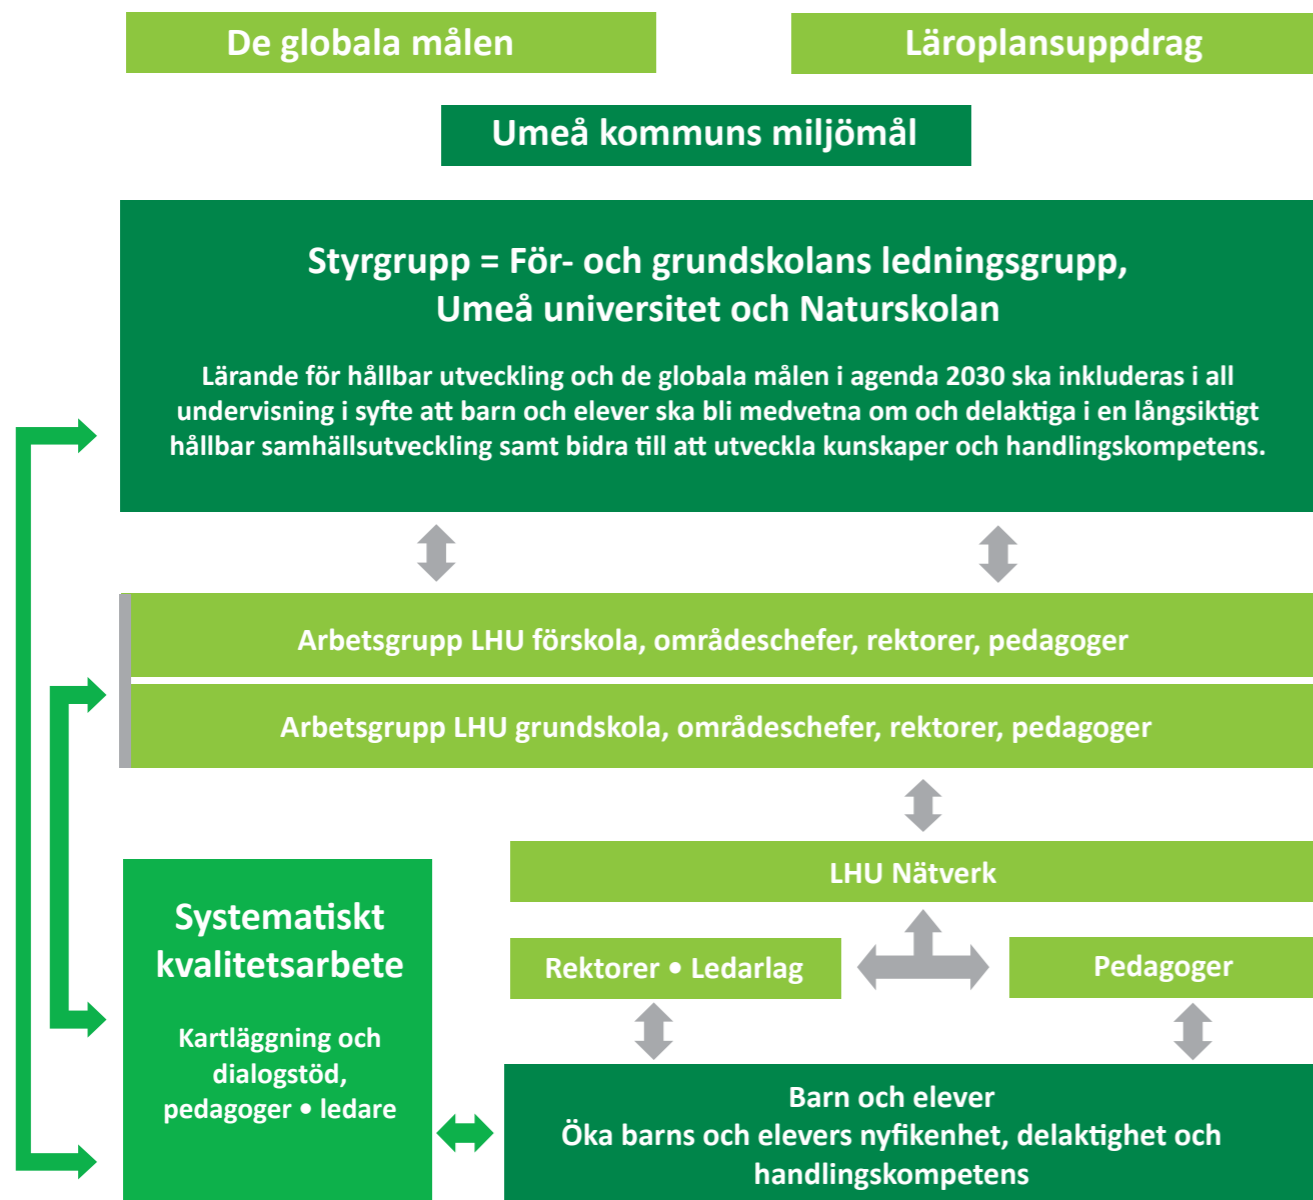 De globala målen
Läroplansuppdrag
Umeå kommuns miljömål
Styrgrupp = För- och grundskolans ledningsgrupp,
Umeå universitet och Naturskolan
Lärande för hållbar utveckling och de globala målen i agenda 2030 ska inkluderas i all
undervisning i syfte att barn och elever ska bli medvetna om och delaktiga i en långsiktigt
hållbar samhällsutveckling samt bidra till att utveckla kunskaper och handlingskompetens.
Arbetsgrupp LHU förskola, områdeschefer, rektorer, pedagoger
Arbetsgrupp LHU grundskola, områdeschefer, rektorer, pedagoger
LHU Nätverk
Rektorer • Ledarlag
Pedagoger
Systematiskt
kvalitetsarbete
Kartläggning och
dialogstöd,
pedagoger • ledare
Barn och elever
Öka barns och elevers nyfikenhet, delaktighet och
handlingskompetens